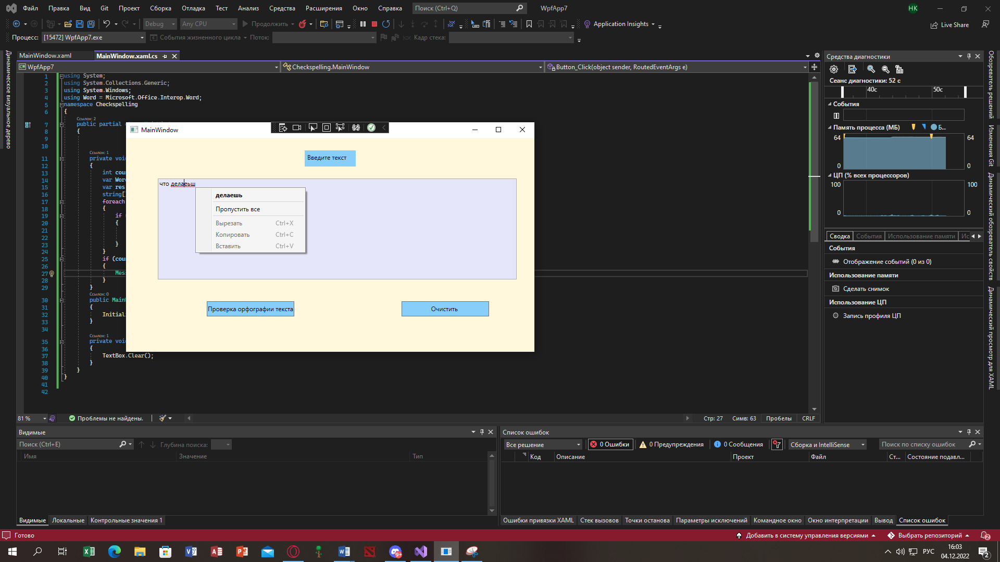 Файл Правка Вид Git Проект Сборка Отладка Тест Анализ Средства Расширения Окно Справка Поиск (Ctrl+Q) WpfApp7 НК
Debug Any CPU Продолжить Application Insights Live Share
Процесс: [15472] WpfApp7.exe События жизненного цикла Поток: Кадр стека:
Динамическое визуальное дерево
MainWindow.xaml MainWindow.xaml.cs
WpfApp7 Checkspelling.MainWindow Button_Click(object sender, RoutedEventArgs e)
1 using System;
2 using System.Collections.Generic;
3 using System.Windows;
4 using Word = Microsoft.Office.Interop.Word;
5 namespace Checkspelling
6 {
Ссылок: 2
7 public partial
8 {
9
10
Ссылок: 1
11 private voi
12 {
13 int cou
14 var Wor
15 var res
16 string[
17 foreach
18 {
19 if
20 {
21
22
23 }
24 }
25 if (cou
26 {
27 Mes
28 }
29 }
Ссылок: 0
30 public Main
31 {
32 Initial
33 }
34
Ссылок: 1
35 private voi
36 {
37 TextBox.Clear();
38 }
39 }
40 }
41
42
MainWindow
Введите текст
что делаеьш
делаешь
Пропустить все
Вырезать Ctrl+X
Копировать Ctrl+C
Вставить Ctrl+V
Проверка орфографии текста Очистить
81 % Проблемы не найдены. Стр: 27 Симв: 63 Пробелы CRLF
Средства диагностики
Сеанс диагностики: 52 с
40с 50с
События
Память процесса (МБ) Б...
64 64
0 0
ЦП (% всех процессоров)
100 100
0 0
Сводка События Использование памяти Ис
События
Отображение событий (0 из 0)
Использование памяти
Сделать снимок
Использование ЦП
Запись профиля ЦП
Обозреватель решений
Изменения Git
Динамический обозреватель свойств
Динамический просмотр для XAML
Видимые
Поиск (Ctrl+E) Глубина поиска:
Имя Значение Тип
Видимые Локальные Контрольные значения 1
Список ошибок
Все решение 0 Ошибки 0 Предупреждения 0 Сообщения Сборка и IntelliSense Поиск по списку ошибок
Код Описание Проект Файл Ст... Состояние подавл...
Ошибки привязки XAML Стек вызовов Точки останова Параметры исключений Командное окно Окно интерпретации Вывод Список ошибок
Готово Добавить в систему управления версиями Выбрать репозиторий 2
9+ РУС 16:03
04.12.2022 2